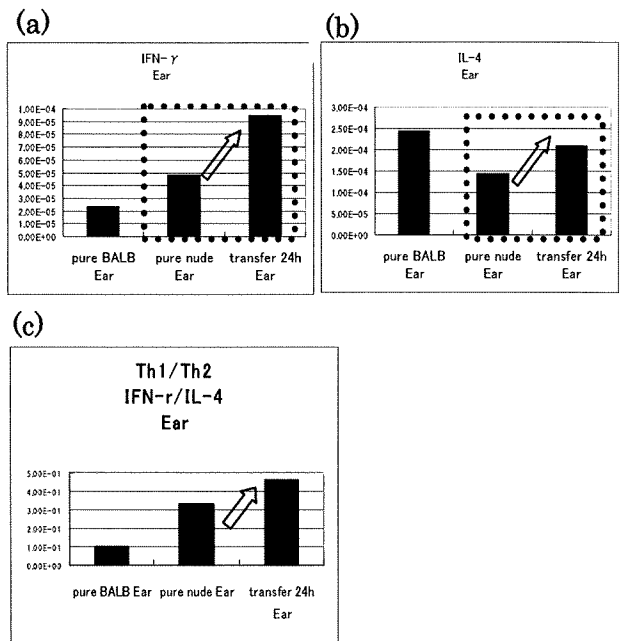 (a)
IFN-γ
Ear
1.00E-04
9.00E-05
8.00E-05
7.00E-05
6.00E-05
5.00E-05
4.00E-05
3.00E-05
2.00E-05
1.00E-05
0.00E+00
pure BALB pure nude transfer 24h
Ear Ear Ear
(b)
IL-4
Ear
3.00E-04
2.50E-04
2.00E-04
1.50E-04
1.00E-04
5.00E-05
0.00E+00
pure BALB pure nude transfer 24h
Ear Ear Ear
(c)
Th1/Th2
IFN-r/IL-4
Ear
5.00E-01
4.00E-01
3.00E-01
2.00E-01
1.00E-01
0.00E+00
pure BALB Ear pure nude Ear transfer 24h
Ear